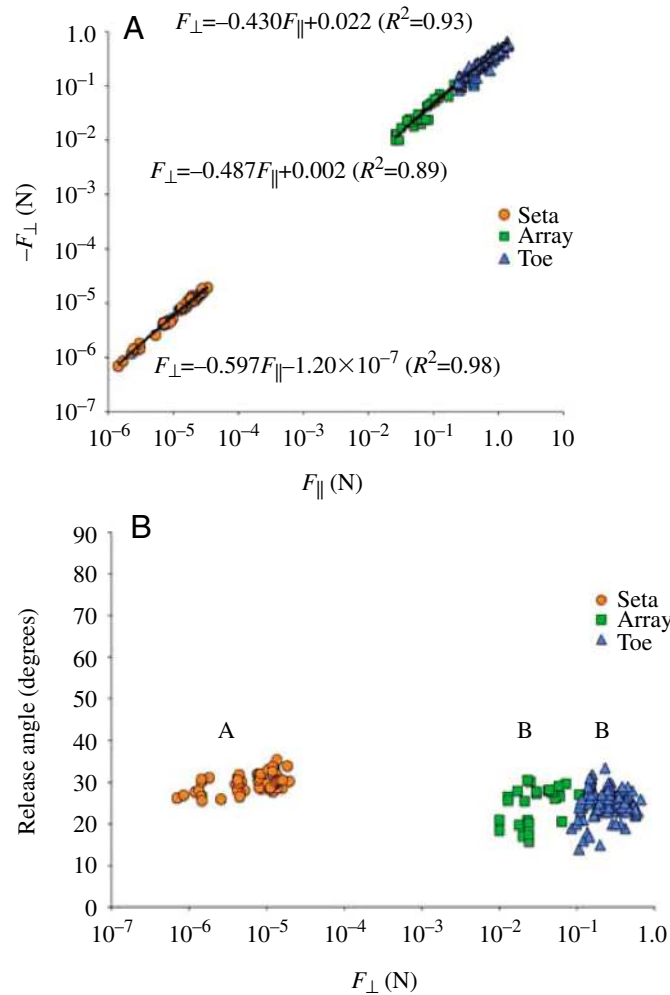 A
F⊥=–0.430F||+0.022 (R²=0.93)
1.0
10⁻¹
10⁻²
F⊥=–0.487F||+0.002 (R²=0.89)
10⁻³
–F⊥ (N)
Seta
Array
Toe
10⁻⁴
10⁻⁵
10⁻⁶
F⊥=–0.597F||–1.20×10⁻⁷ (R²=0.98)
10⁻⁷
10⁻⁶ 10⁻⁵ 10⁻⁴ 10⁻³ 10⁻² 10⁻¹ 1.0 10
F|| (N)
B
90
80
70
60
50
40
30
20
10
0
Release angle (degrees)
Seta
Array
Toe
A B B
10⁻⁷ 10⁻⁶ 10⁻⁵ 10⁻⁴ 10⁻³ 10⁻² 10⁻¹ 1.0
F⊥ (N)